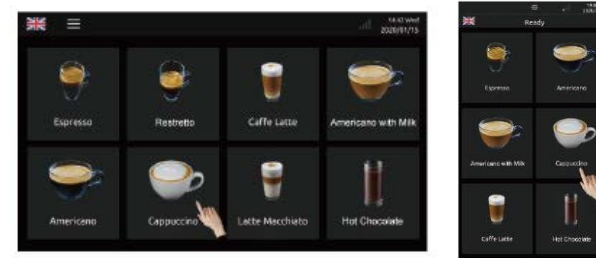 14:42 Wed
2020/01/15
Espresso
Restretto
Caffe Latte
Americano with Milk
Americano
Cappuccino
Latte Macchiato
Hot Chocolate
Ready
Espresso
Americano
Americano with Milk
Cappuccino
Caffe Latte
Hot Chocolate